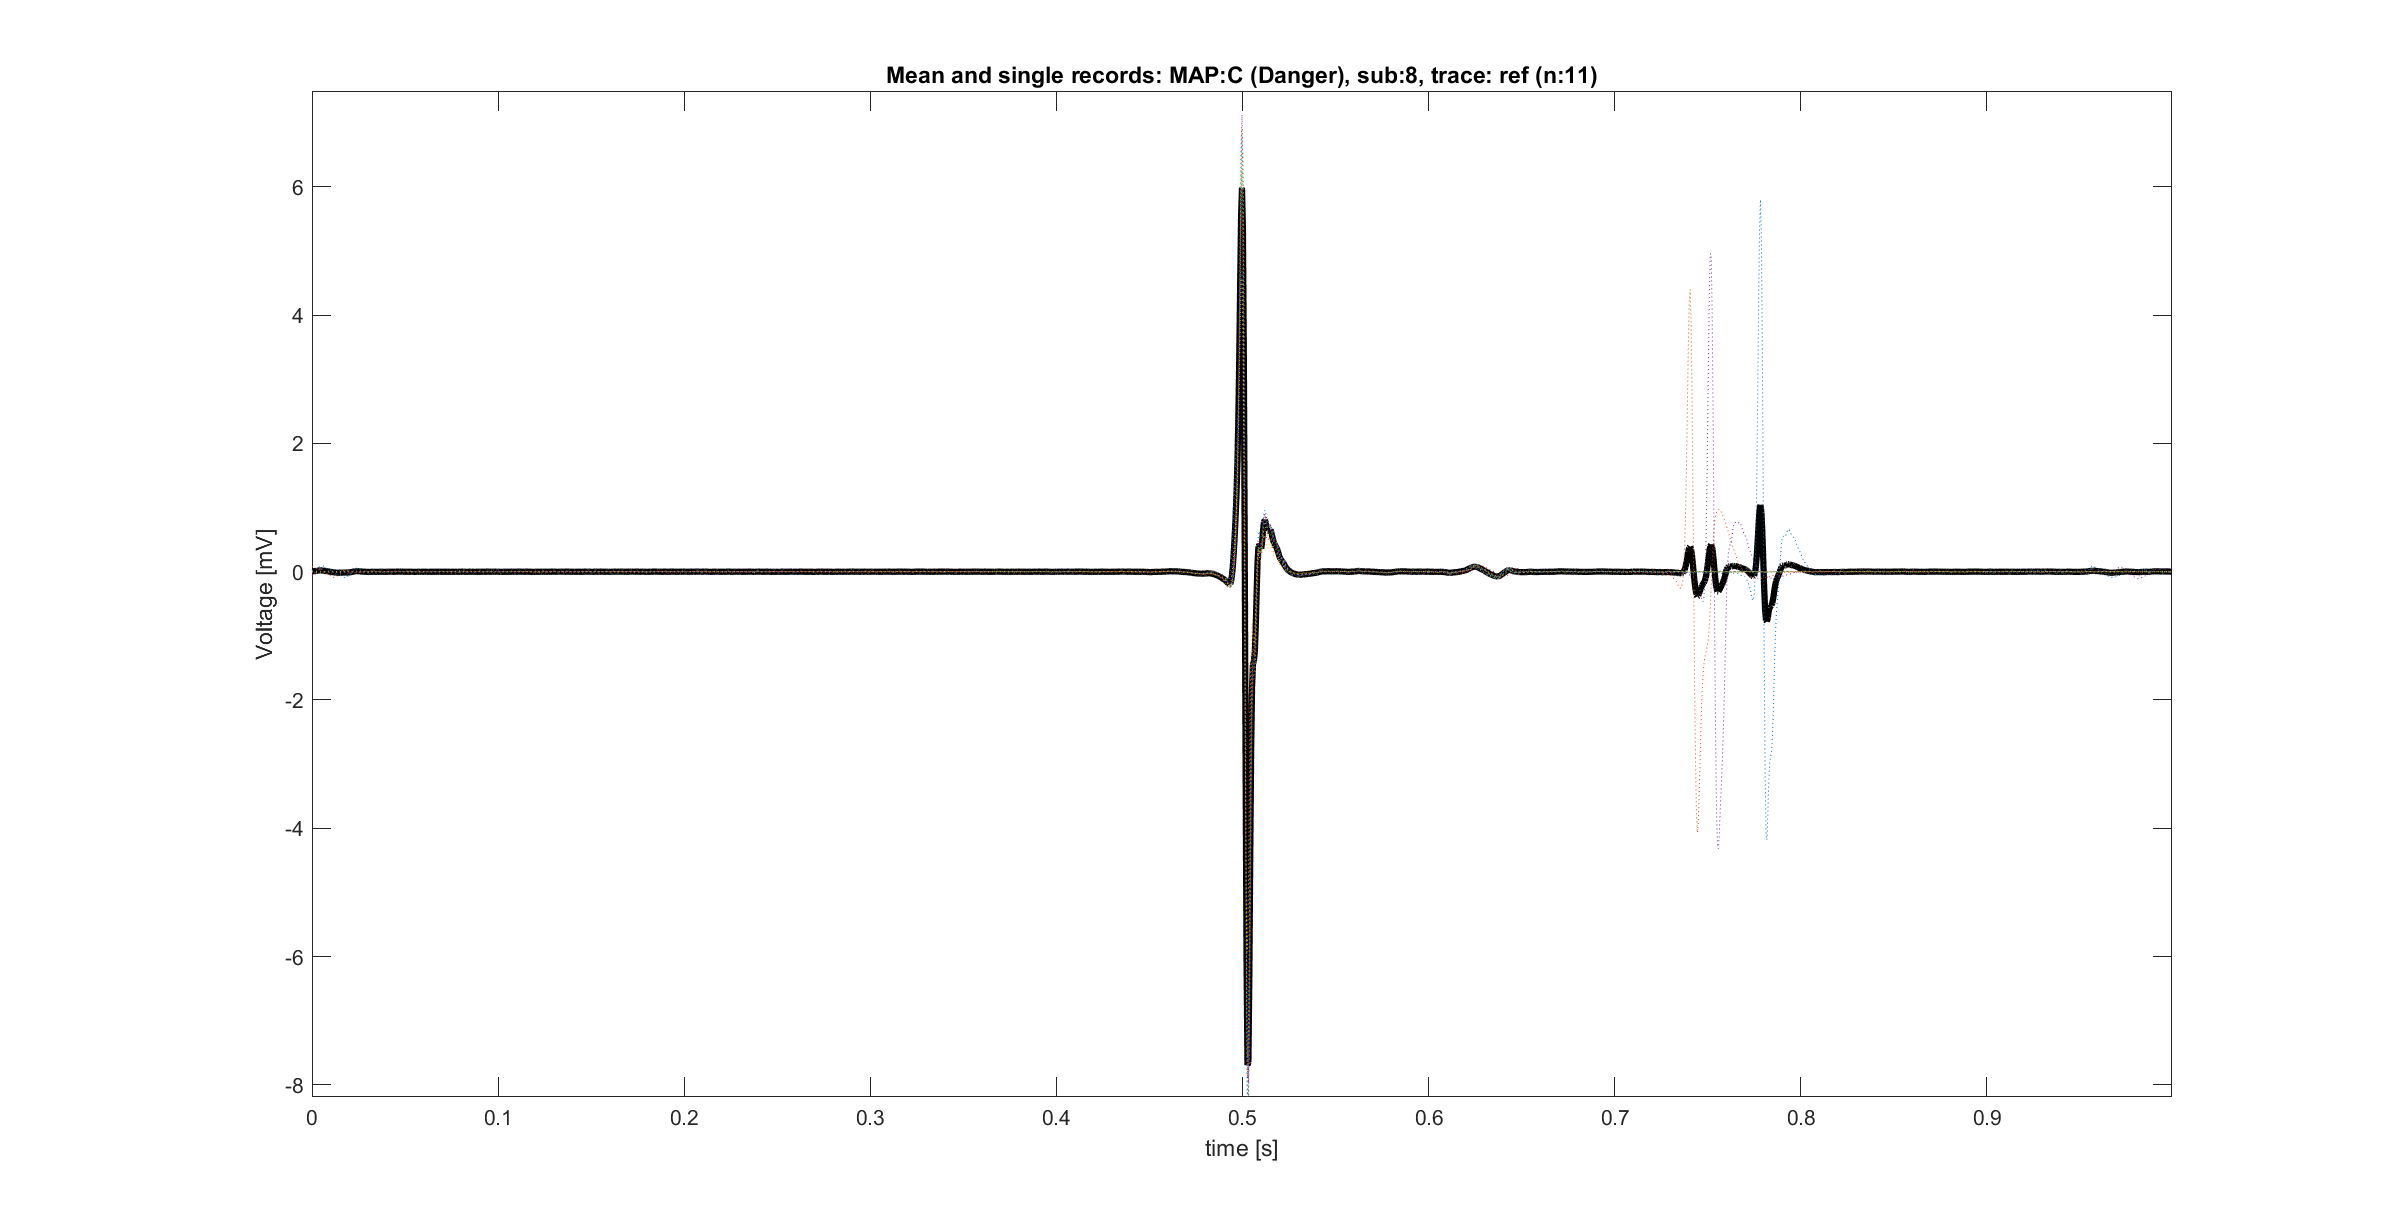 Mean and single records: MAP:C (Danger), sub:8, trace: ref (n:11)
6
4
2
0
-2
-4
-6
-8
Voltage [mV]
0 0.1 0.2 0.3 0.4 0.5 0.6 0.7 0.8 0.9
time [s]